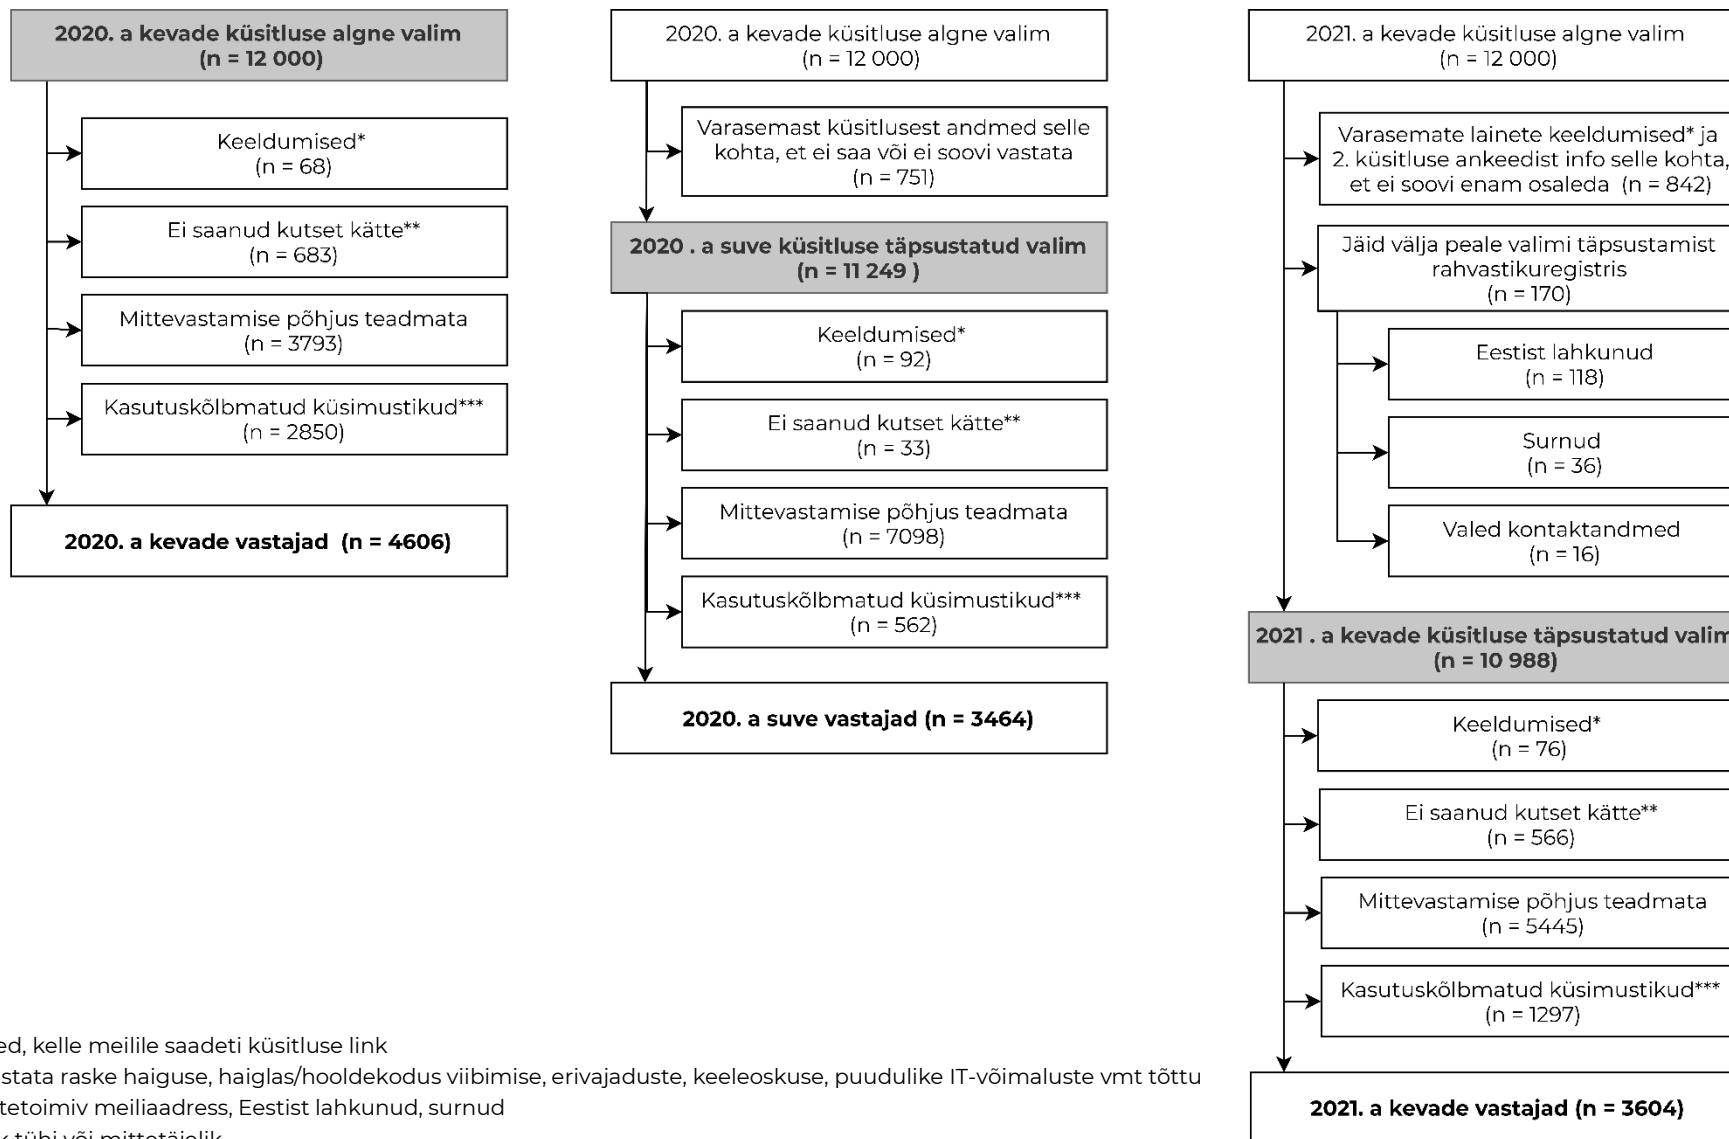 2020. a kevade küsitluse algne valim
(n = 12 000)
Keeldumised*
(n = 68)
Ei saanud kutset kätte**
(n = 683)
Mittevastamise põhjus teadmata
(n = 3793)
Kasutuskõlbmatud küsimustikud***
(n = 2850)
2020. a kevade vastajad (n = 4606)
2020. a kevade küsitluse algne valim
(n = 12 000)
Varasemast küsitlusest andmed selle
kohta, et ei saa või ei soovi vastata
(n = 751)
2020 . a suve küsitluse täpsustatud valim
(n = 11 249 )
Keeldumised*
(n = 92)
Ei saanud kutset kätte**
(n = 33)
Mittevastamise põhjus teadmata
(n = 7098)
Kasutuskõlbmatud küsimustikud***
(n = 562)
2020. a suve vastajad (n = 3464)
2021. a kevade küsitluse algne valim
(n = 12 000)
Varasemate lainete keeldumised* ja
2. küsitluse ankeedist info selle kohta,
et ei soovi enam osaleda (n = 842)
Jäid välja peale valimi täpsustamist
rahvastikuregistris
(n = 170)
Eestist lahkunud
(n = 118)
Surnud
(n = 36)
Valed kontaktandmed
(n = 16)
2021 . a kevade küsitluse täpsustatud valim
(n = 10 988)
Keeldumised*
(n = 76)
Ei saanud kutset kätte**
(n = 566)
Mittevastamise põhjus teadmata
(n = 5445)
Kasutuskõlbmatud küsimustikud***
(n = 1297)
2021. a kevade vastajad (n = 3604)
ed, kelle meilile saadeti küsitluse link
stata raske haiguse, haiglas/hooldekodus viibimise, erivajaduste, keeleoskuse, puudulike IT-võimaluste vmt tõttu
tetoimiv meiliaadress, Eestist lahkunud, surnud
tühi või mittetäielik